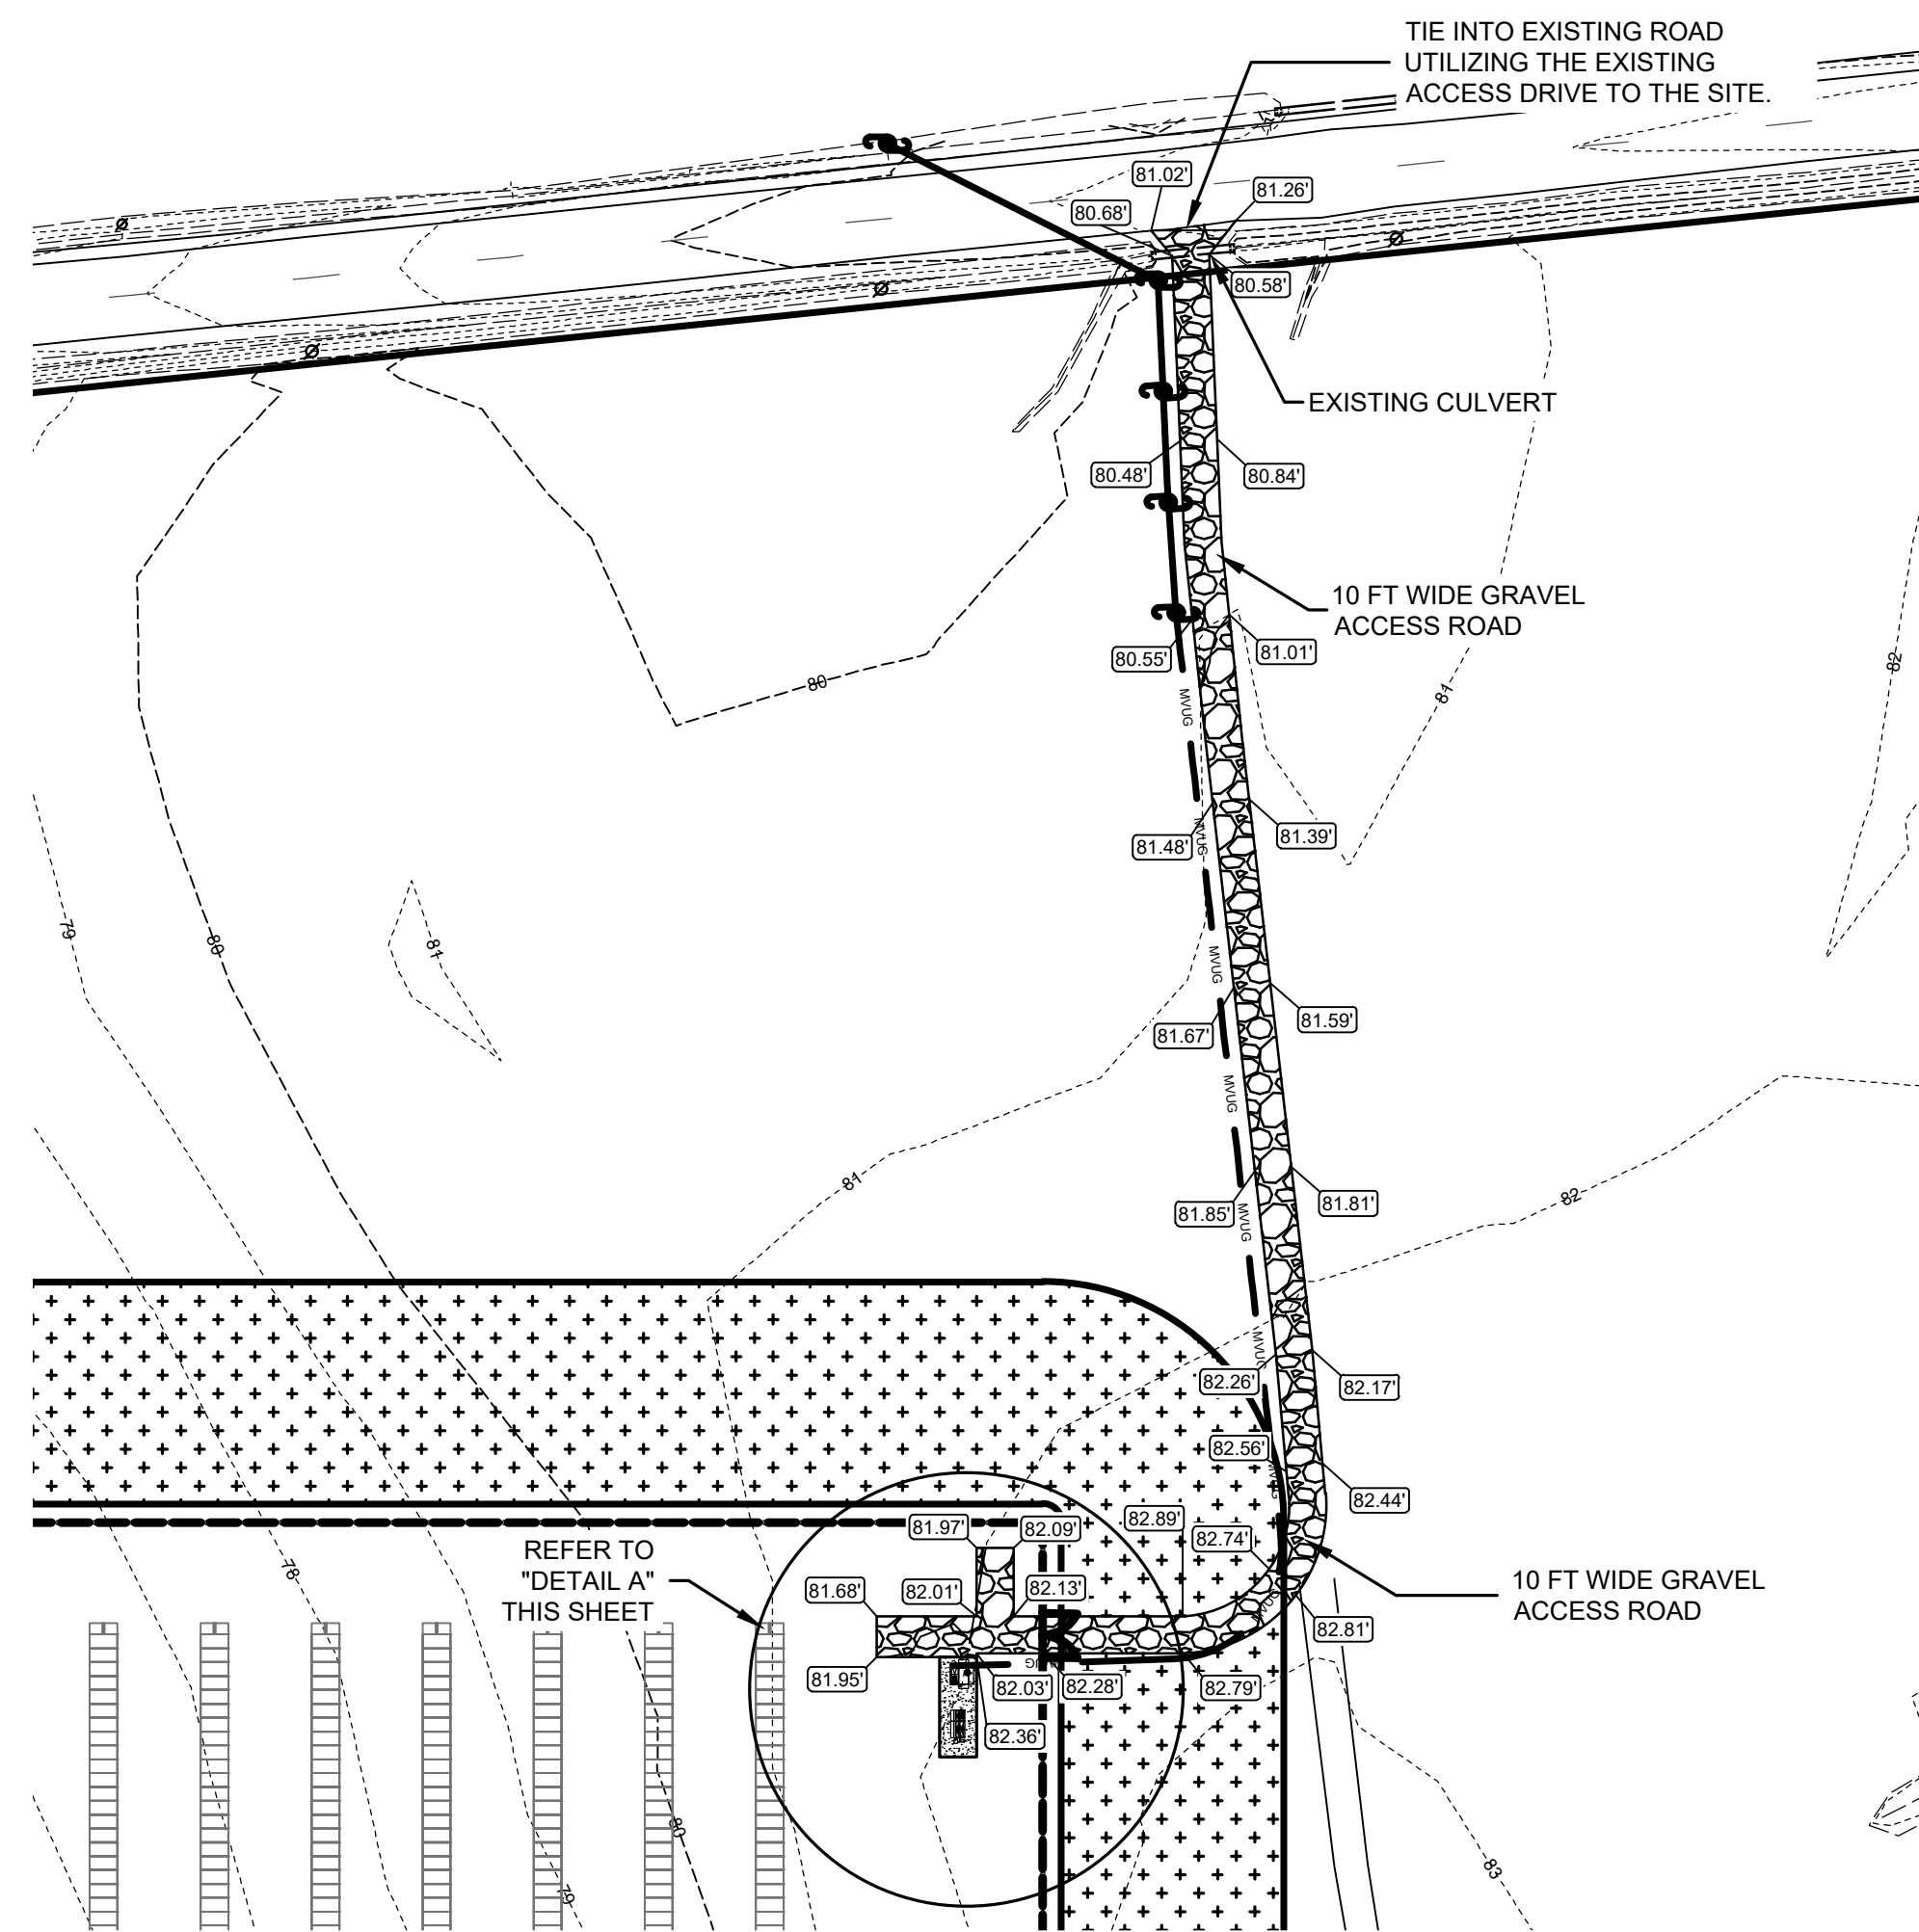 TIE INTO EXISTING ROAD
UTILIZING THE EXISTING
ACCESS DRIVE TO THE SITE.
81.02'
81.26'
80.68'
80.58'
EXISTING CULVERT
80.48'
80.84'
10 FT WIDE GRAVEL
ACCESS ROAD
80.55'
81.01'
82
80
81
MVUG
81.39'
81.48'
MVUG
79
80
81
MVUG
81.59'
81.67'
MVUG
81
82
81.81'
81.85'
MVUG
MVUG
82.26'
82.17'
82.56'
MVUG
82.44'
82.89'
81.97'
82.09'
82.74'
REFER TO
"DETAIL A"
THIS SHEET
78
81.68'
82.01'
82.13'
10 FT WIDE GRAVEL
ACCESS ROAD
MVUG
82.81'
81.95'
82.03'
82.28'
82.79'
82.36'
80
83
79